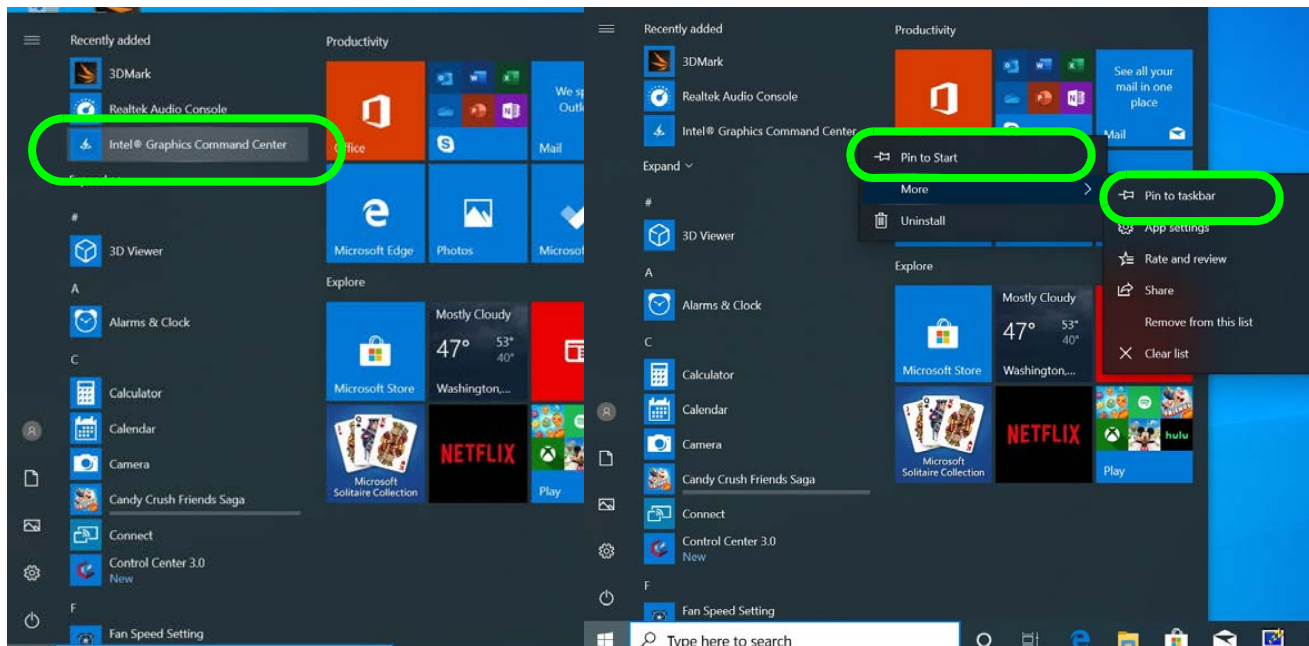 Recently added
3DMark
Realtek Audio Console
Intel® Graphics Command Center
#
3D Viewer
A
Alarms & Clock
C
Calculator
Calendar
Camera
Candy Crush Friends Saga
Connect
Control Center 3.0
New
F
Fan Speed Setting
Productivity
Office
We sp
Outl
Mail
Microsoft Edge
Photos
Microsof
Explore
Microsoft Store
Mostly Cloudy
47° 53°
40°
Washington,...
Microsoft
Solitaire Collection
NETFLIX
Play
Recently added
3DMark
Realtek Audio Console
Intel® Graphics Command Center
Expand
#
3D Viewer
A
Alarms & Clock
C
Calculator
Calendar
Camera
Candy Crush Friends Saga
Connect
Control Center 3.0
New
F
Fan Speed Setting
Type here to search
Productivity
See all your
mail in one
place
Mail
Pin to Start
More
Uninstall
Pin to taskbar
App settings
Rate and review
Share
Remove from this list
Clear list
Explore
Microsoft Store
Mostly Cloudy
47° 53°
40°
Washington,...
Microsoft
Solitaire Collection
NETFLIX
hulu
Play